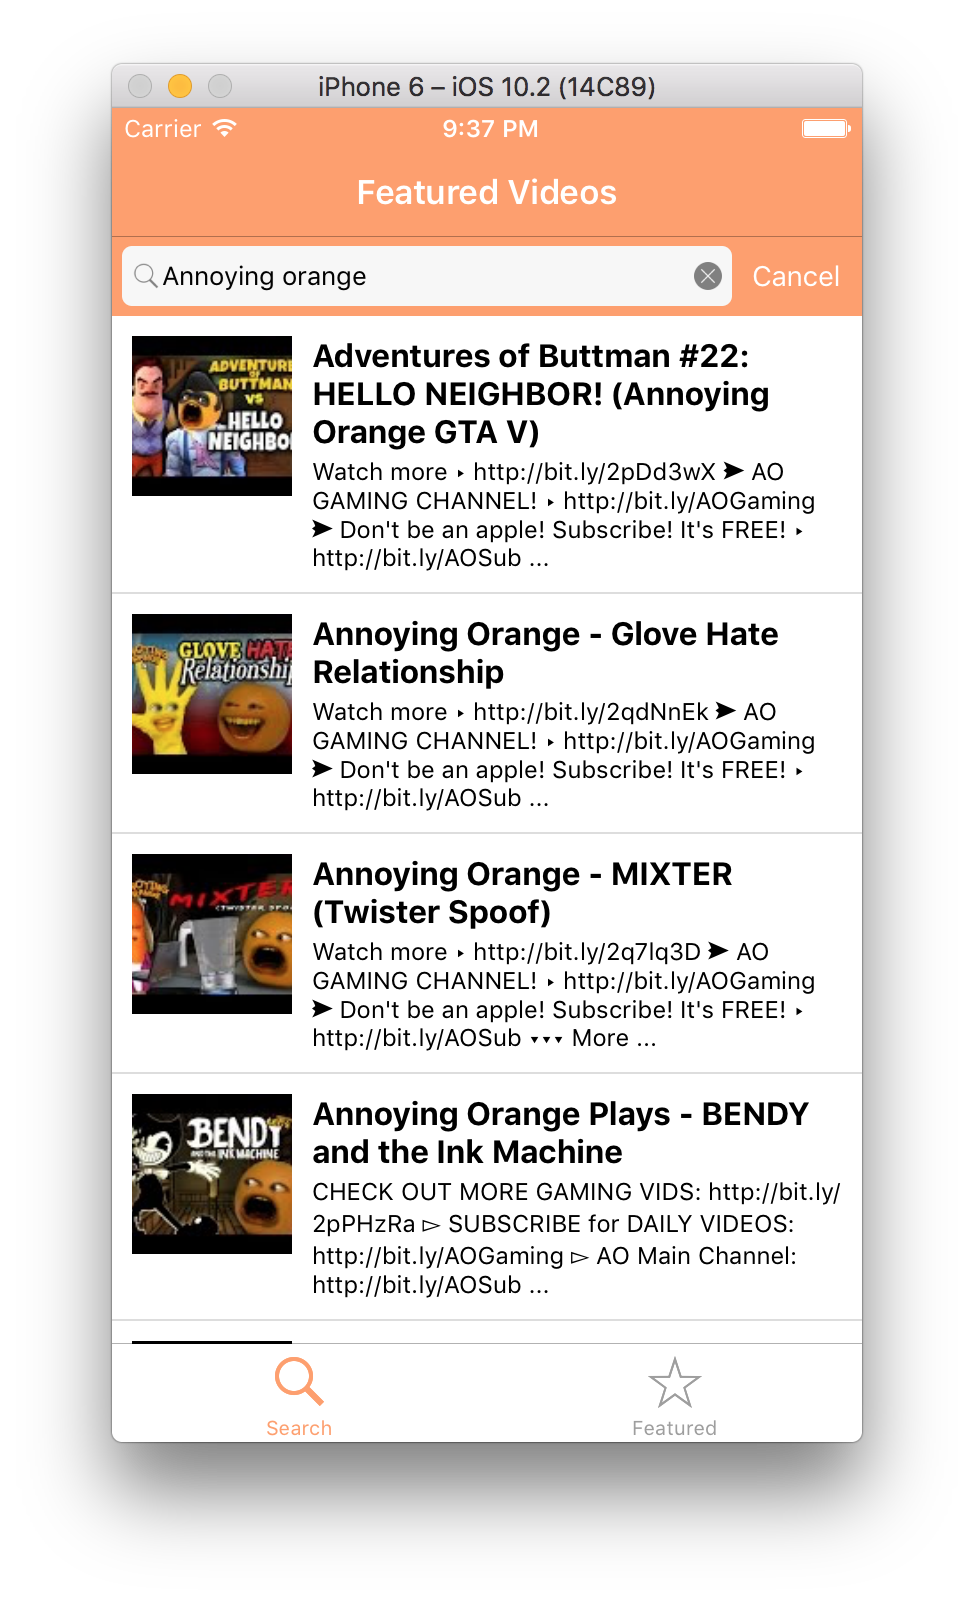 iPhone 6 – iOS 10.2 (14C89)
Carrier 9:37 PM
Featured Videos
Annoying orange Cancel
ADVENTURE
OF
BUTTMAN
VS
HELLO
NEIGHBO
Adventures of Buttman #22:
HELLO NEIGHBOR! (Annoying
Orange GTA V)
Watch more ‣ http://bit.ly/2pDd3wX ➤ AO
GAMING CHANNEL! ‣ http://bit.ly/AOGaming
➤ Don't be an apple! Subscribe! It's FREE! ‣
http://bit.ly/AOSub ...
GLOVE HATE
Relationship
Annoying Orange - Glove Hate
Relationship
Watch more ‣ http://bit.ly/2qdNnEk ➤ AO
GAMING CHANNEL! ‣ http://bit.ly/AOGaming
➤ Don't be an apple! Subscribe! It's FREE! ‣
http://bit.ly/AOSub ...
MIXTER
Annoying Orange - MIXTER
(Twister Spoof)
Watch more ‣ http://bit.ly/2q7lq3D ➤ AO
GAMING CHANNEL! ‣ http://bit.ly/AOGaming
➤ Don't be an apple! Subscribe! It's FREE! ‣
http://bit.ly/AOSub ▾▾▾ More ...
BENDY
AND THE INK MACHINE
Annoying Orange Plays - BENDY
and the Ink Machine
CHECK OUT MORE GAMING VIDS: http://bit.ly/
2pPHzRa ▻ SUBSCRIBE for DAILY VIDEOS:
http://bit.ly/AOGaming ▻ AO Main Channel:
http://bit.ly/AOSub ...
Search Featured